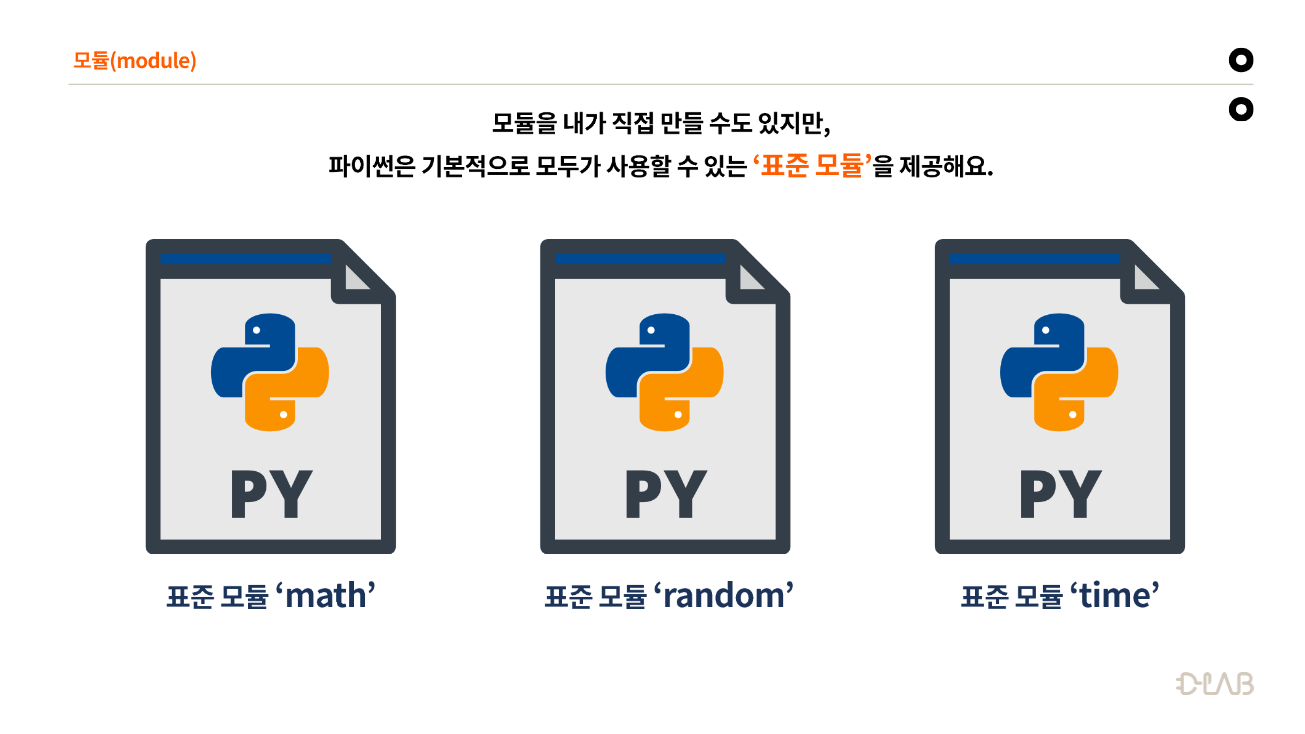 모듈(module)
모듈을 내가 직접 만들 수도 있지만,
파이썬은 기본적으로 모두가 사용할 수 있는 ‘표준 모듈’을 제공해요.
PY
PY
PY
표준 모듈 ‘math’
표준 모듈 ‘random’
표준 모듈 ‘time’
D-LAB